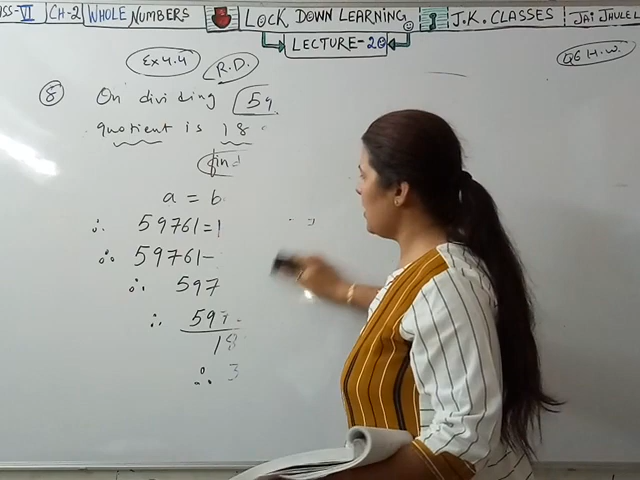 SS-VI CH-2 WHOLE NUMBERS LOCK DOWN LEARNING J.K. CLASSES JAI JHULEL
LECTURE-20
Ex 4.4 R.D. Q6 H.W.
8 On dividing 59
quotient is 18
find
a = b
∴ 59761=1
∴ 59761-
∴ 597
∴ 597
18
∴ 3